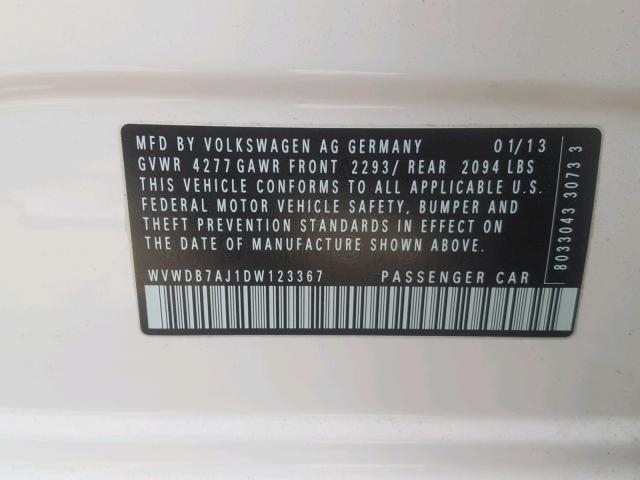 MFD BY VOLKSWAGEN AG GERMANY 01/13
GVWR 4277 GAWR FRONT 2293/ REAR 2094 LBS
THIS VEHICLE CONFORMS TO ALL APPLICABLE U.S.
FEDERAL MOTOR VEHICLE SAFETY, BUMPER AND
THEFT PREVENTION STANDARDS IN EFFECT ON
THE DATE OF MANUFACTURE SHOWN ABOVE.
WVWDB7AJ1DW123367 PASSENGER CAR
8033043 3073 3